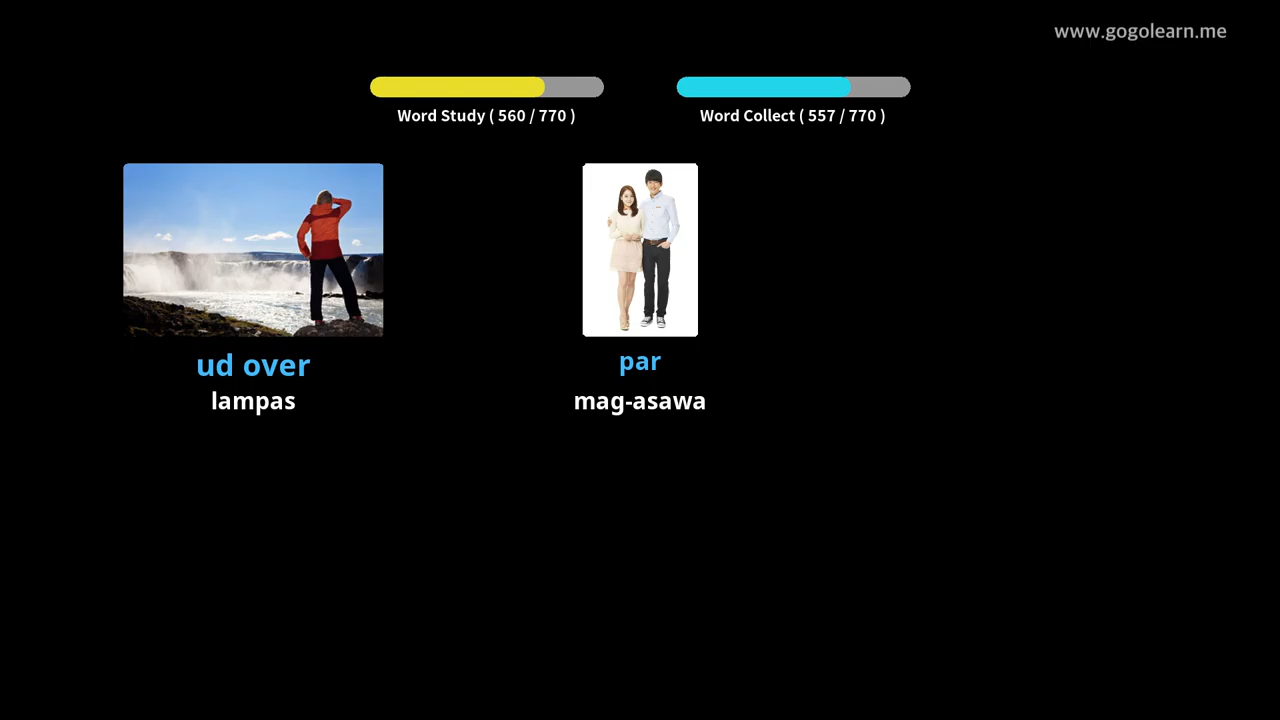 www.gogolearn.me
Word Study ( 560 / 770 )
Word Collect ( 557 / 770 )
ud over
lampas
par
mag-asawa